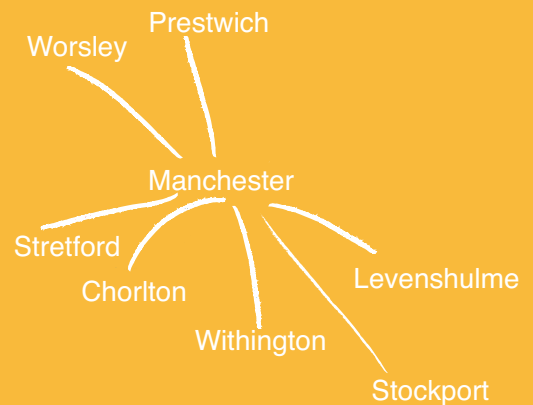 Prestwich
Worsley
Manchester
Stretford
Chorlton
Levenshulme
Withington
Stockport